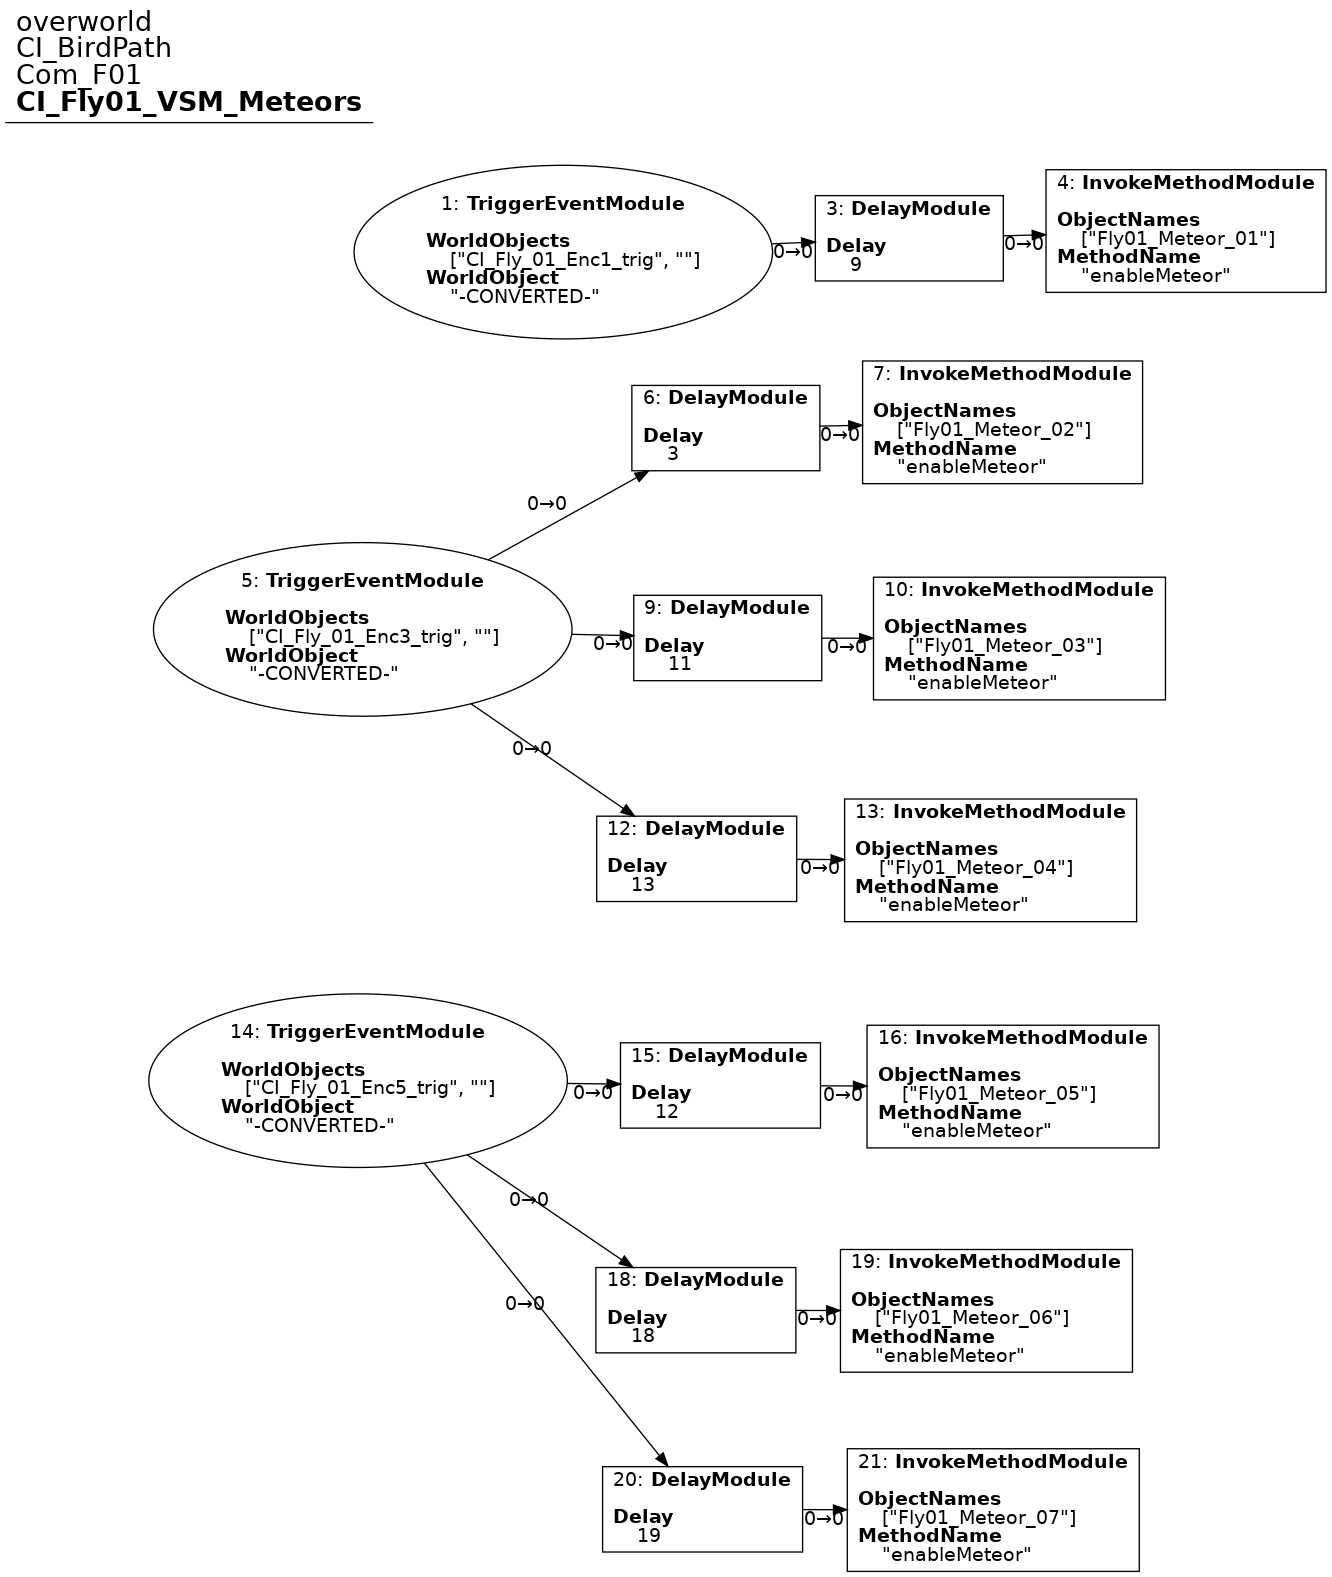 overworld
CI_BirdPath
Com_F01
CI_Fly01_VSM_Meteors
1: TriggerEventModule
WorldObjects
["CI_Fly_01_Enc1_trig", ""]
WorldObject
"-CONVERTED-"
0→0
3: DelayModule
Delay
9
0→0
4: InvokeMethodModule
ObjectNames
["Fly01_Meteor_01"]
MethodName
"enableMeteor"
5: TriggerEventModule
WorldObjects
["CI_Fly_01_Enc3_trig", ""]
WorldObject
"-CONVERTED-"
0→0
6: DelayModule
Delay
3
0→0
7: InvokeMethodModule
ObjectNames
["Fly01_Meteor_02"]
MethodName
"enableMeteor"
0→0
9: DelayModule
Delay
11
0→0
10: InvokeMethodModule
ObjectNames
["Fly01_Meteor_03"]
MethodName
"enableMeteor"
0→0
12: DelayModule
Delay
13
0→0
13: InvokeMethodModule
ObjectNames
["Fly01_Meteor_04"]
MethodName
"enableMeteor"
14: TriggerEventModule
WorldObjects
["CI_Fly_01_Enc5_trig", ""]
WorldObject
"-CONVERTED-"
0→0
15: DelayModule
Delay
12
0→0
16: InvokeMethodModule
ObjectNames
["Fly01_Meteor_05"]
MethodName
"enableMeteor"
0→0
18: DelayModule
Delay
18
0→0
19: InvokeMethodModule
ObjectNames
["Fly01_Meteor_06"]
MethodName
"enableMeteor"
0→0
20: DelayModule
Delay
19
0→0
21: InvokeMethodModule
ObjectNames
["Fly01_Meteor_07"]
MethodName
"enableMeteor"